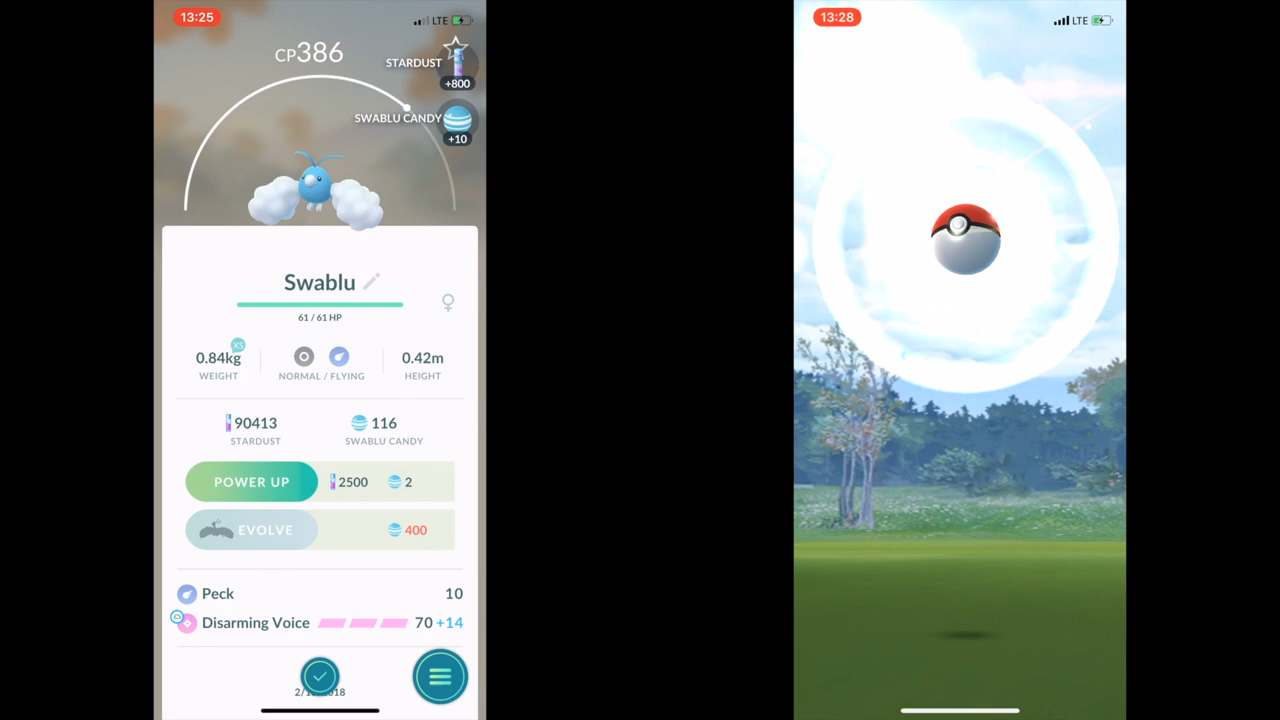 13:25
LTE
CP386
STARDUST
+800
SWABLU CANDY
+10
Swablu
61 / 61 HP
XS
0.84kg
WEIGHT
NORMAL / FLYING
0.42m
HEIGHT
90413
STARDUST
116
SWABLU CANDY
POWER UP
2500
2
EVOLVE
400
Peck
10
Disarming Voice
70 +14
13:28
LTE